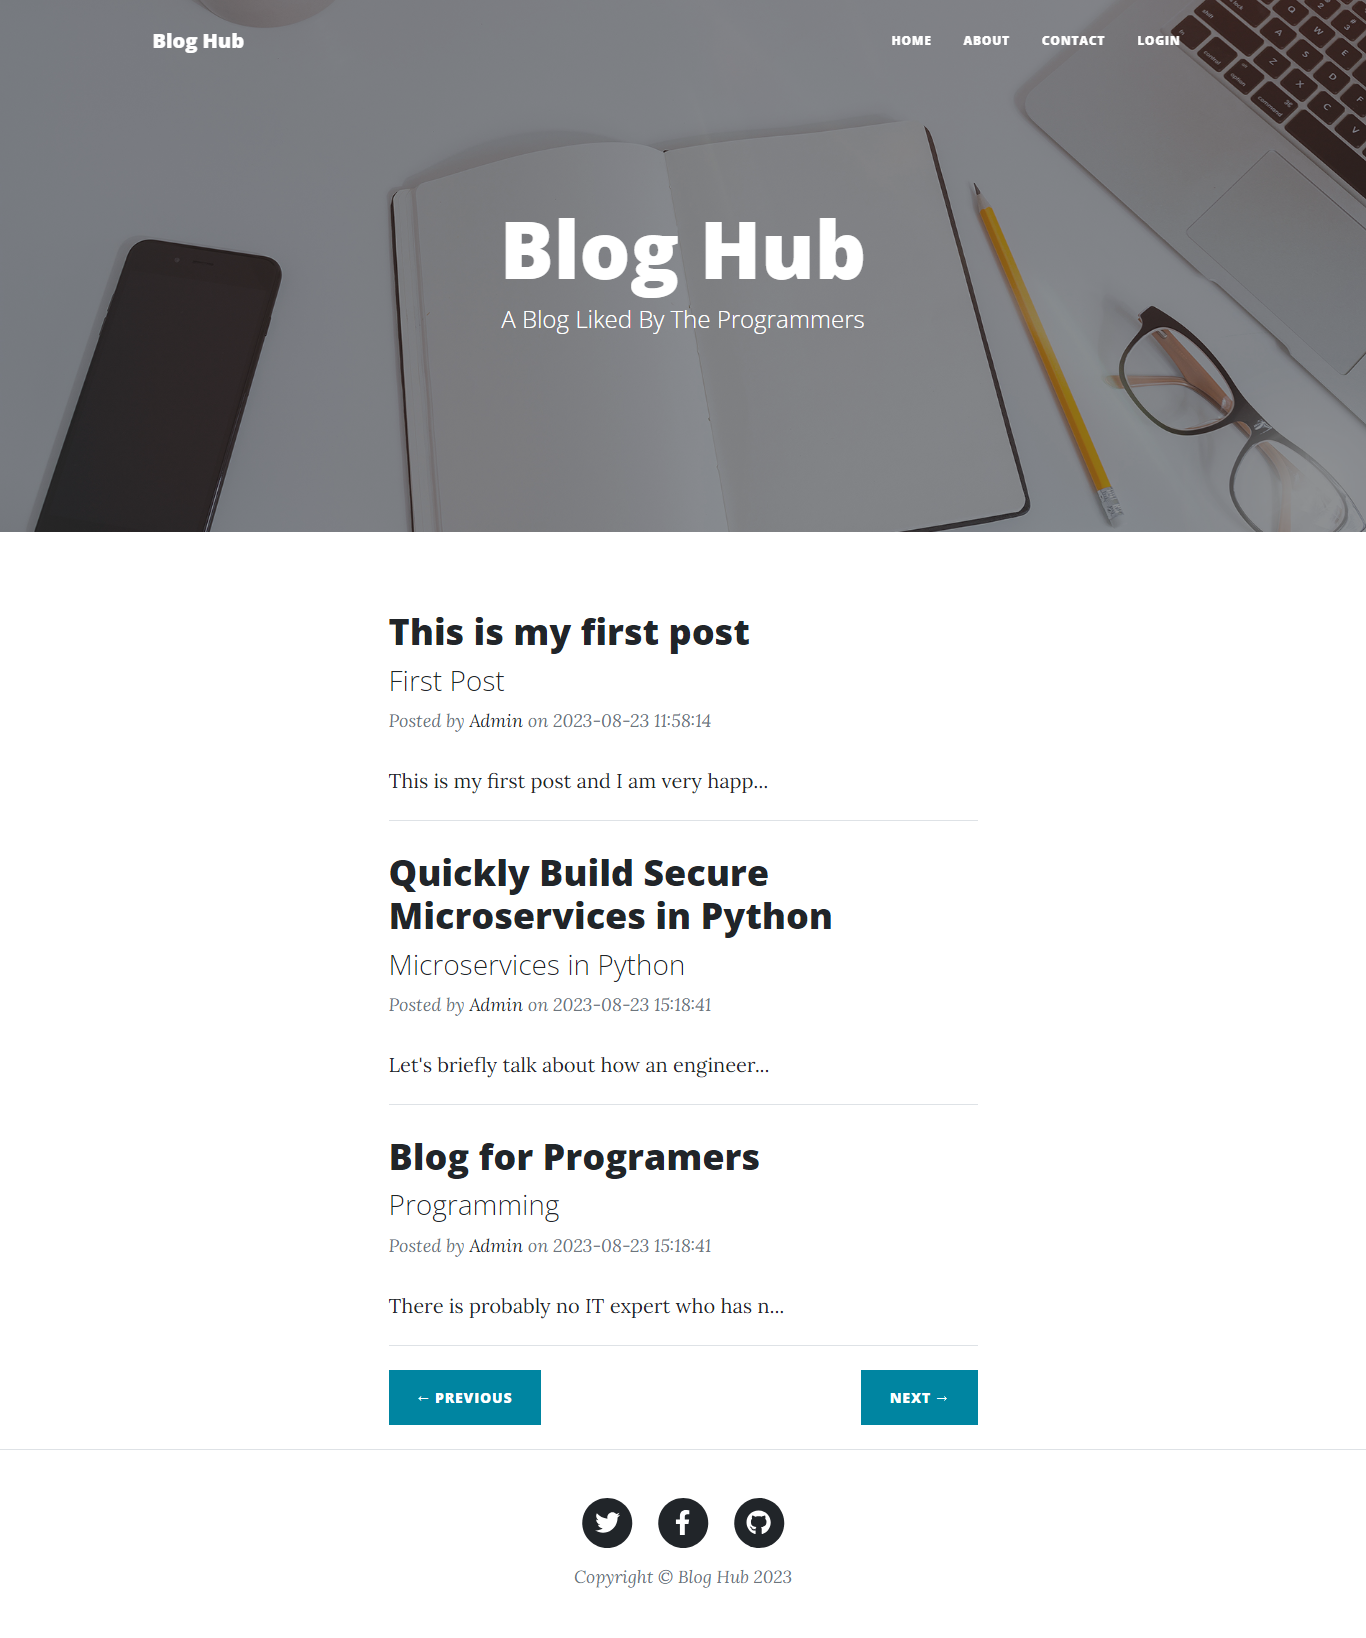 Blog Hub
HOME ABOUT CONTACT LOGIN
Blog Hub
A Blog Liked By The Programmers
This is my first post
First Post
Posted by Admin on 2023-08-23 11:58:14
This is my first post and I am very happ...
Quickly Build Secure
Microservices in Python
Microservices in Python
Posted by Admin on 2023-08-23 15:18:41
Let's briefly talk about how an engineer...
Blog for Programers
Programming
Posted by Admin on 2023-08-23 15:18:41
There is probably no IT expert who has n...
← PREVIOUS
NEXT →
Copyright © Blog Hub 2023